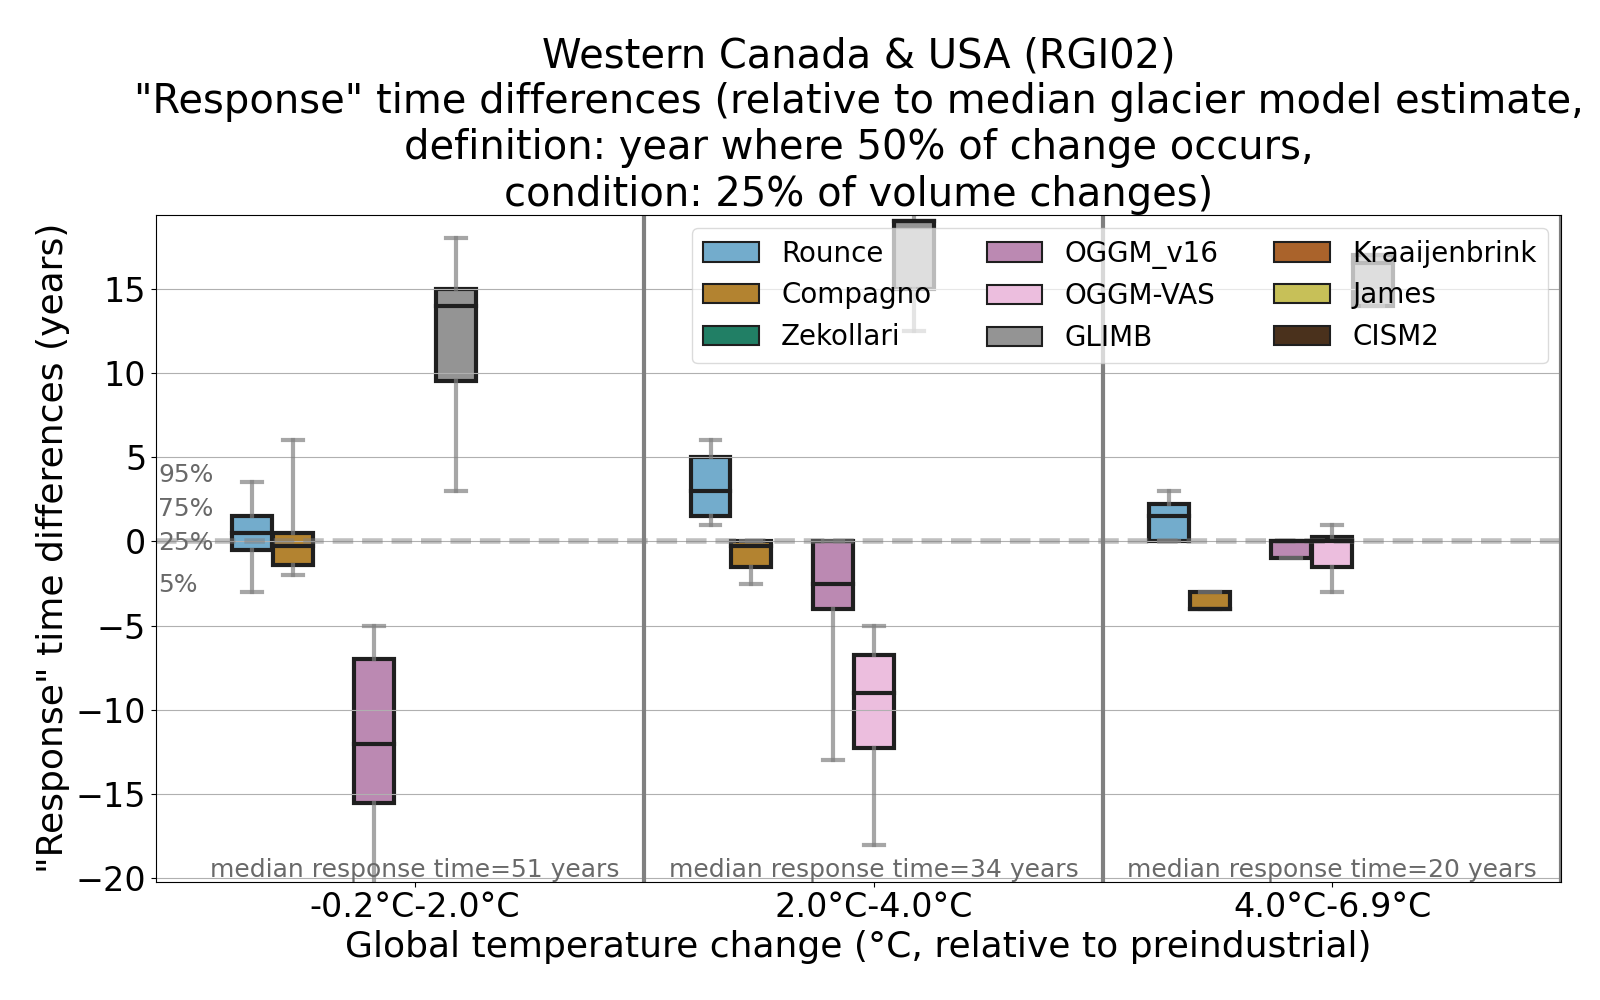 Western Canada & USA (RGI02)
"Response" time differences (relative to median glacier model estimate,
definition: year where 50% of change occurs,
condition: 25% of volume changes)
"Response" time differences (years)
15
10
5
0
−5
−10
−15
−20
95%
75%
25%
5%
Rounce
Compagno
Zekollari
OGGM_v16
OGGM-VAS
GLIMB
Kraaijenbrink
James
CISM2
median response time=51 years
median response time=34 years
median response time=20 years
-0.2°C-2.0°C
2.0°C-4.0°C
4.0°C-6.9°C
Global temperature change (°C, relative to preindustrial)